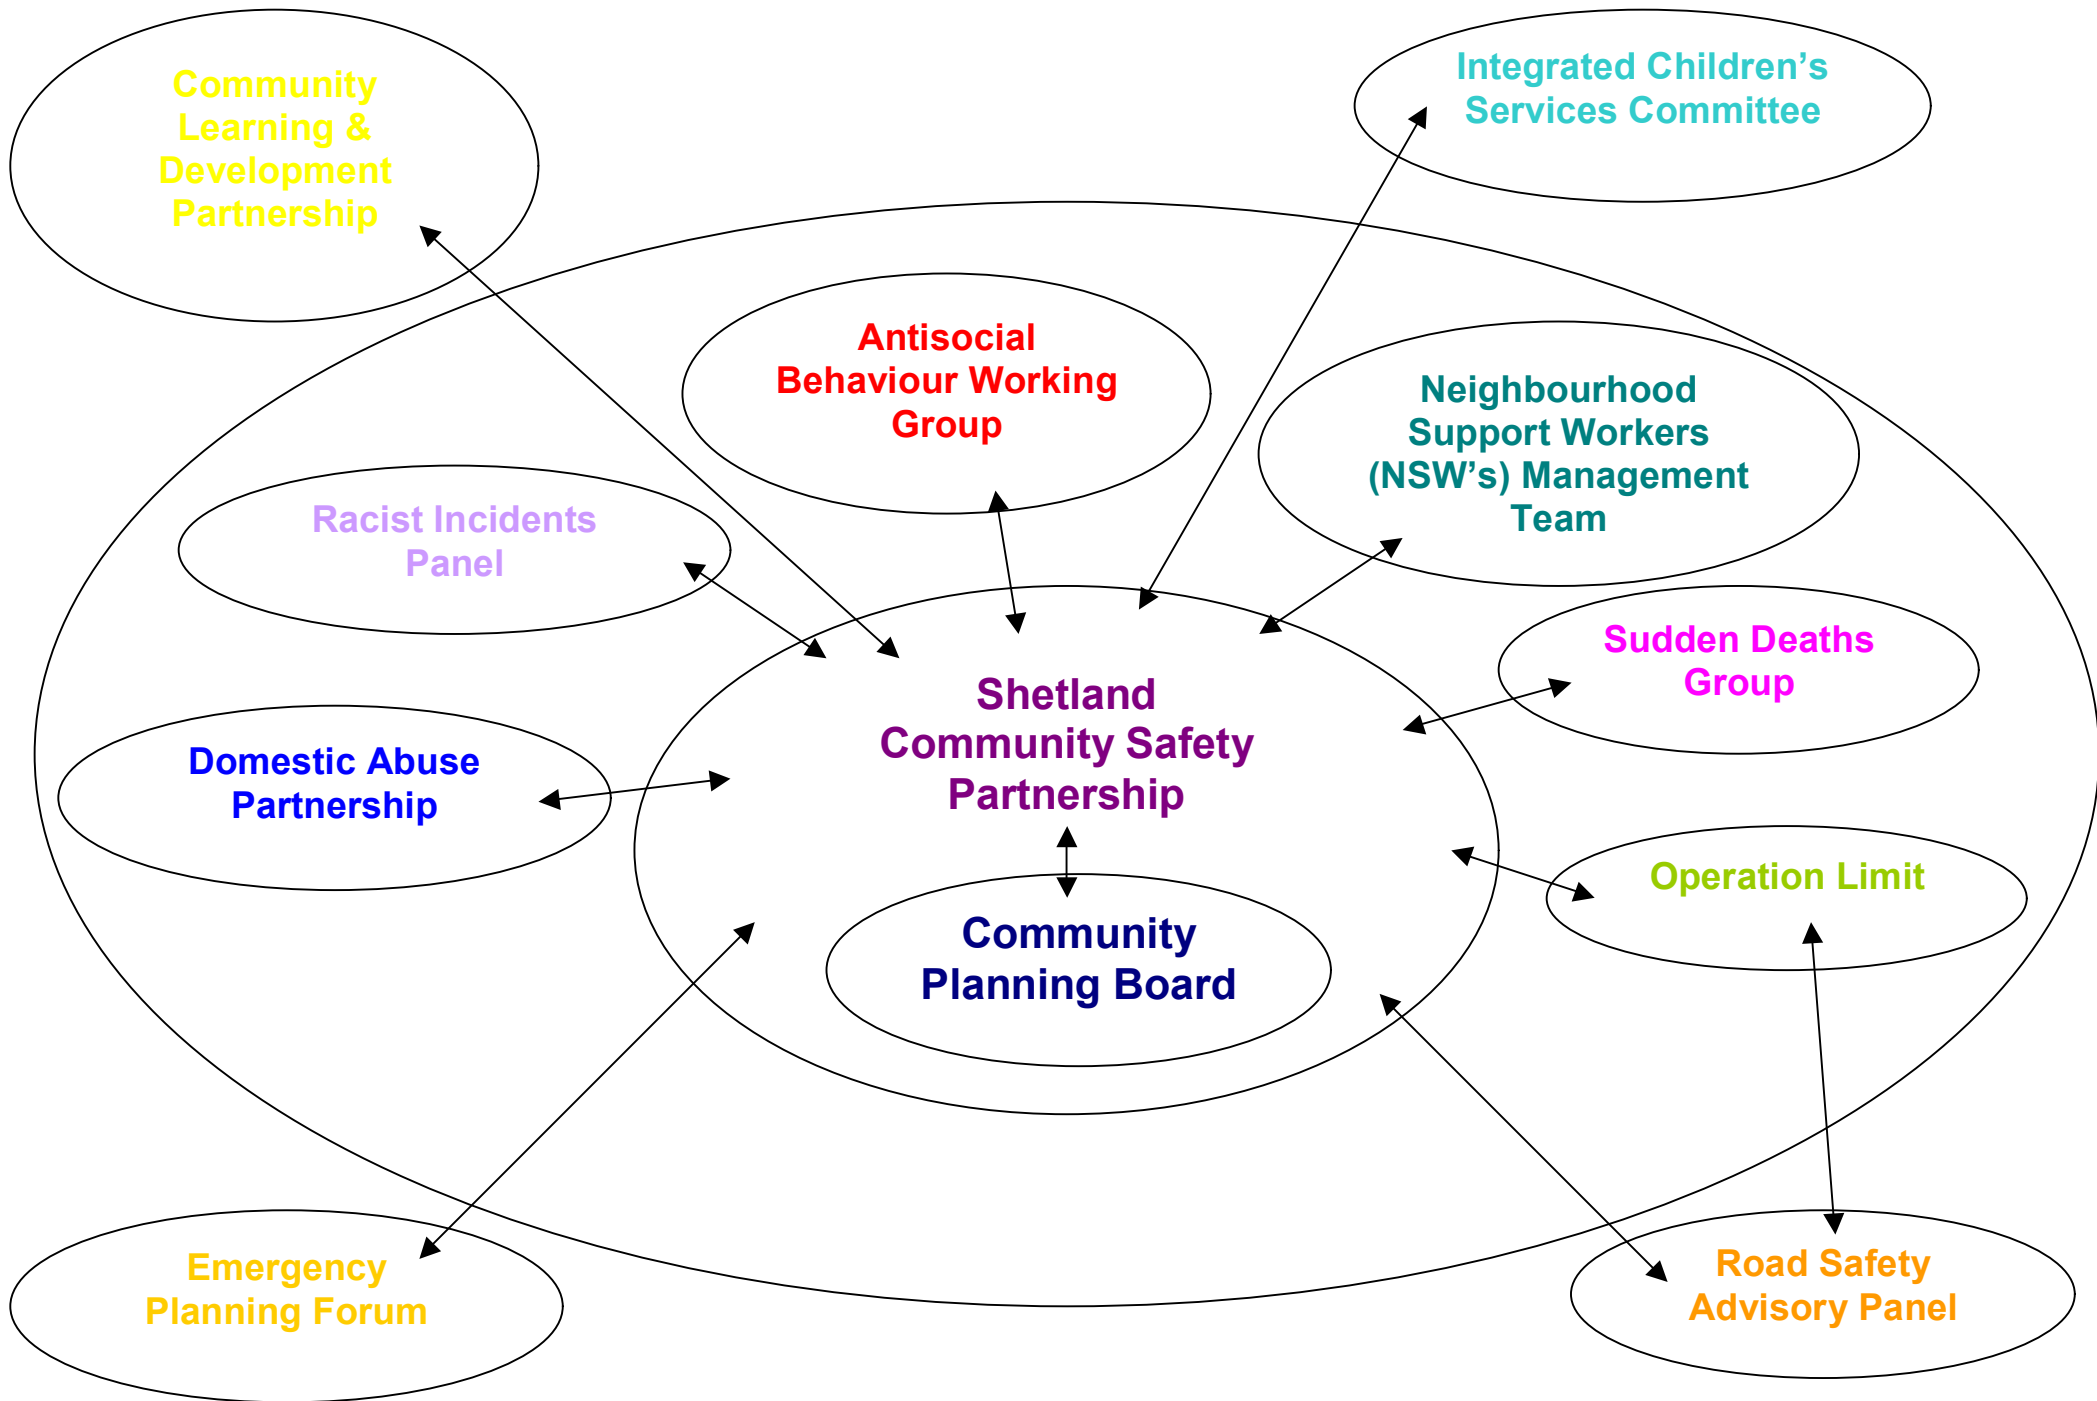 Community
Learning &
Development
Partnership
Integrated Children's
Services Committee
Antisocial
Behaviour Working
Group
Neighbourhood
Support Workers
(NSW's) Management
Team
Racist Incidents
Panel
Sudden Deaths
Group
Shetland
Community Safety
Partnership
Domestic Abuse
Partnership
Operation Limit
Community
Planning Board
Emergency
Planning Forum
Road Safety
Advisory Panel